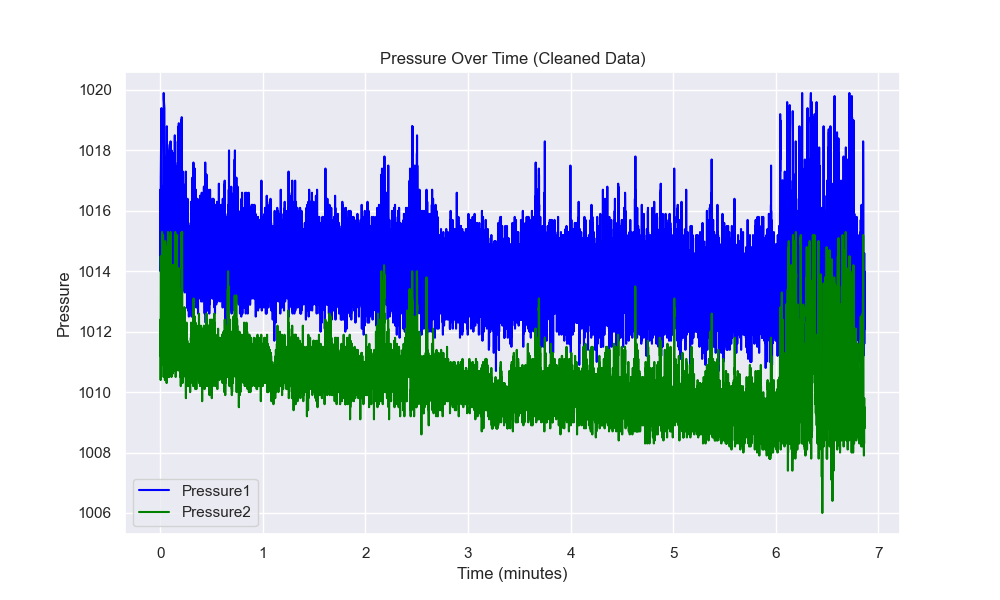 Pressure Over Time (Cleaned Data)
1020
1018
1016
1014
1012
1010
1008
1006
Pressure
Pressure1
Pressure2
0 1 2 3 4 5 6 7
Time (minutes)